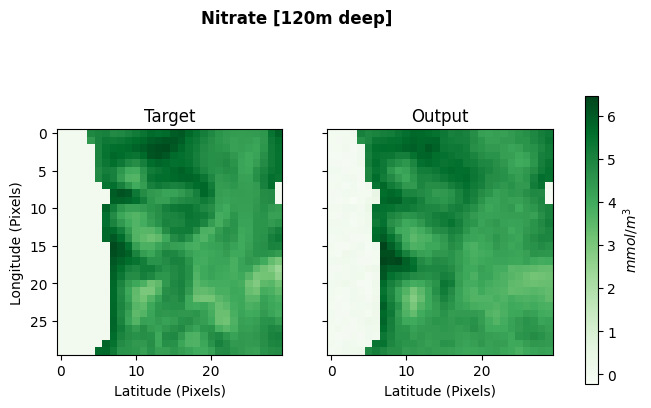 Nitrate [120m deep]
Target
Output
0
5
10
15
20
25
Longitude (Pixels)
0
10
20
Latitude (Pixels)
0
10
20
Latitude (Pixels)
6
5
4
3
2
1
0
mmol/m³